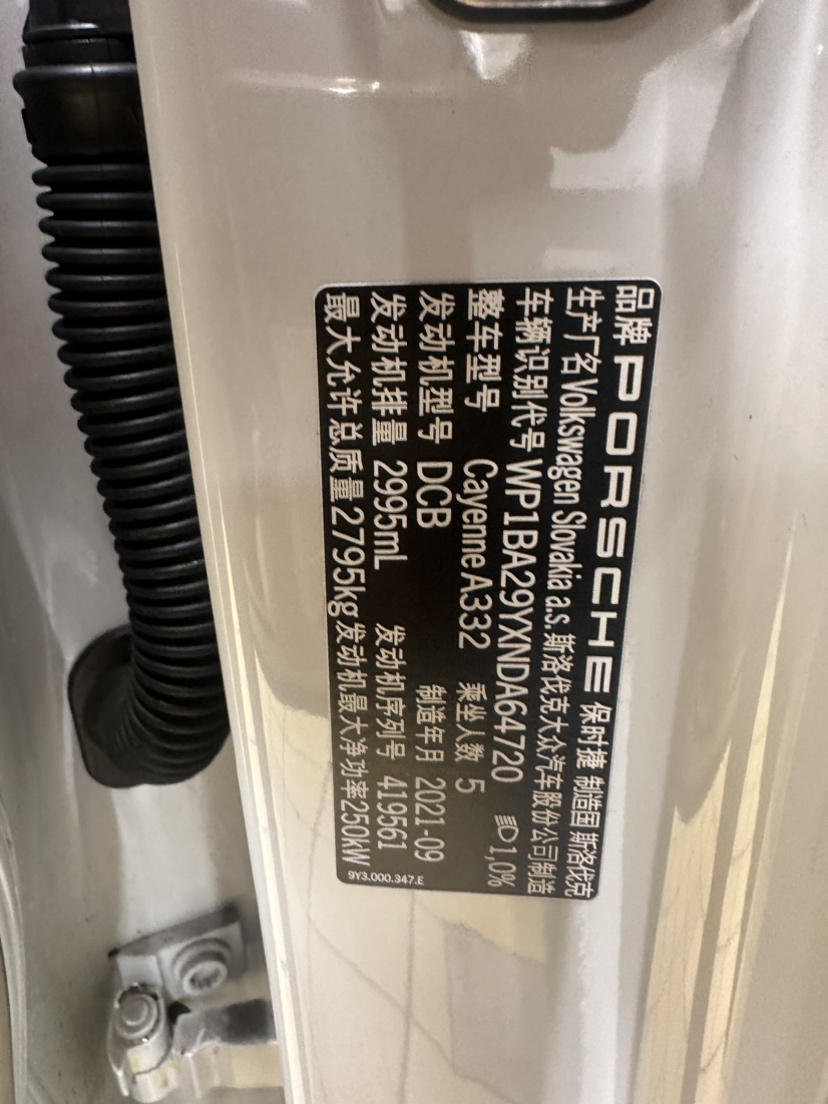 品牌 PORSCHE 保时捷 制造国 斯洛伐克
生产厂名 Volkswagen Slovakia a.s. 斯洛伐克大众汽车股份公司制造
车辆识别代号 WP1BA29YXNDA64720 1,0%
整车型号 Cayenne A332 乘坐人数 5
发动机型号 DCB 制造年月 2021-09
发动机排量 2995mL 发动机序列号 419561
最大允许总质量 2795kg 发动机最大净功率 250kW
9Y3.000.347.E